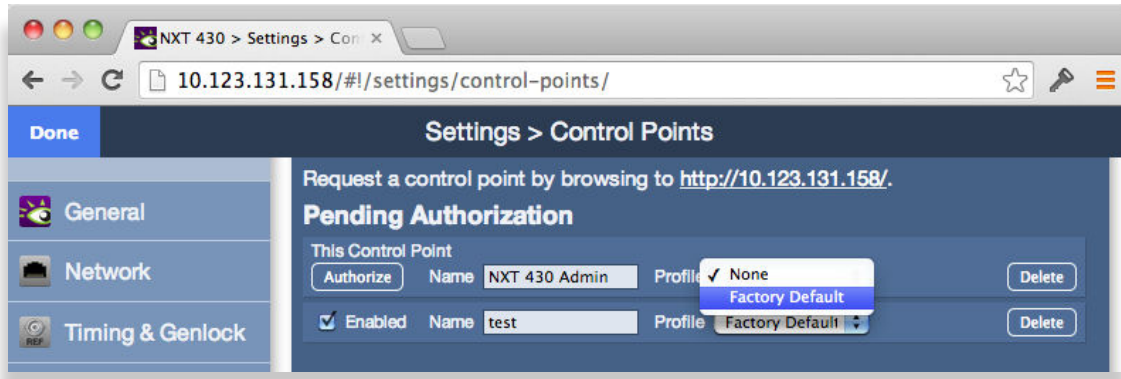 NXT 430 > Settings > Con
10.123.131.158/#!/settings/control-points/
Done
Settings > Control Points
General
Network
REF
Timing & Genlock
Request a control point by browsing to http://10.123.131.158/.
Pending Authorization
This Control Point
Authorize Name NXT 430 Admin Profile ✓ None Delete
Factory Default
Enabled Name test Profile Factory Default Delete